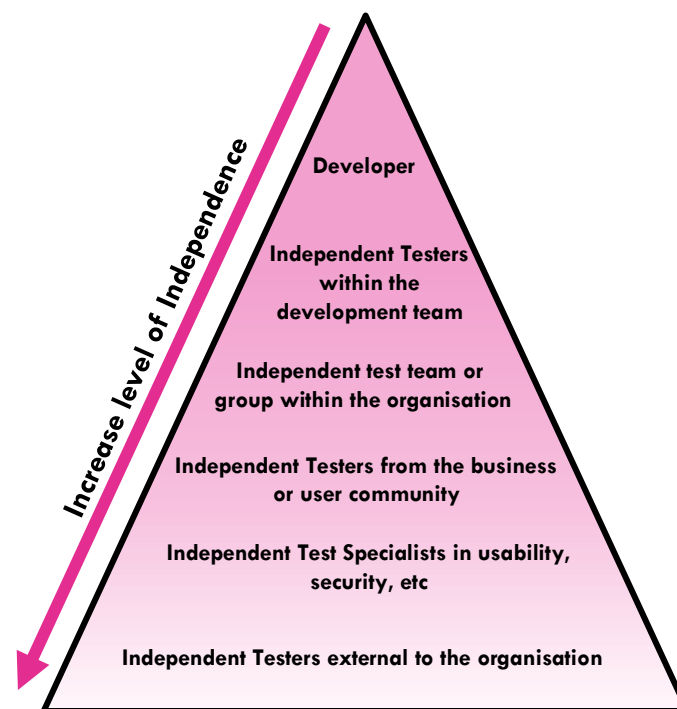 Increase level of Independence
Developer
Independent Testers
within the
development team
Independent test team or
group within the organisation
Independent Testers from the business
or user community
Independent Test Specialists in usability,
security, etc
Independent Testers external to the organisation